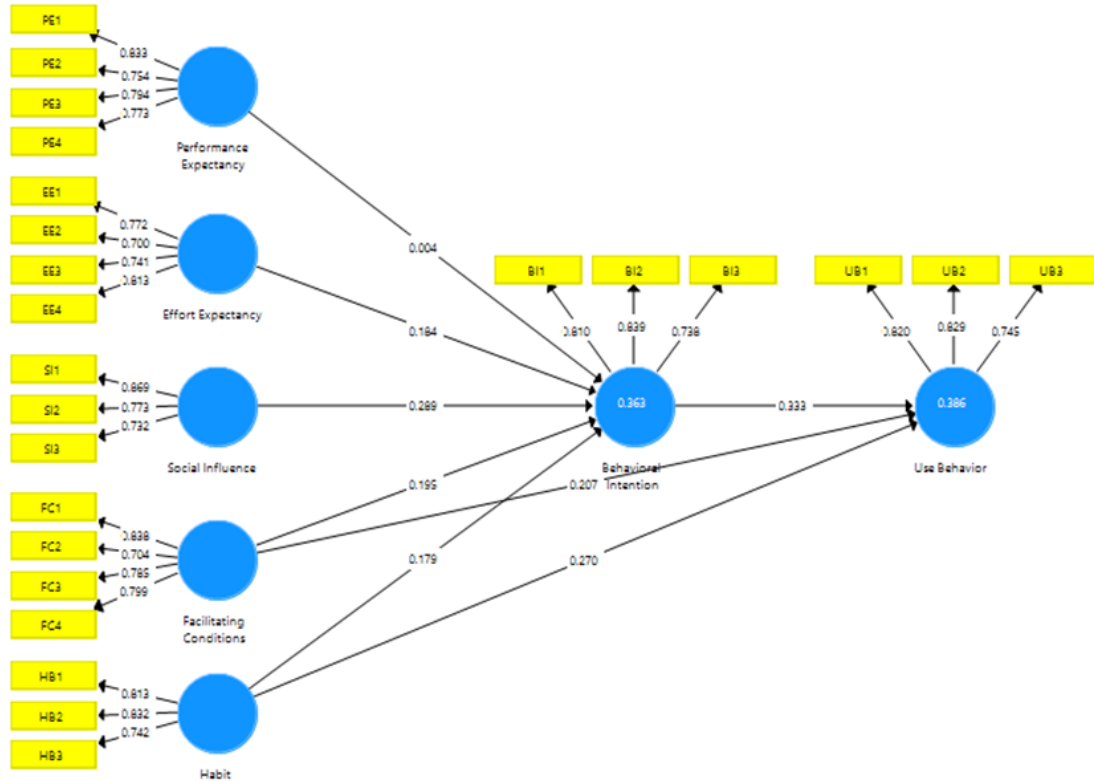 PE1
0.833
PE2
0.754
PE3
0.794
0.773
PE4
Performance
Expectancy
EE1
0.772
EE2
0.700
EE3
0.741
0.813
EE4
Effort Expectancy
SI1
0.869
SI2
0.773
SI3
0.732
Social Influence
FC1
0.838
FC2
0.704
FC3
0.785
0.799
FC4
Facilitating
Conditions
HB1
0.813
HB2
0.832
0.742
HB3
Habit
0.004
0.184
0.289
0.195
0.179
BI1
BI2
BI3
0.810
0.839
0.738
0.363
Behavioral
Intention
0.333
0.207
0.270
UB1
UB2
UB3
0.820
0.829
0.745
0.386
Use Behavior